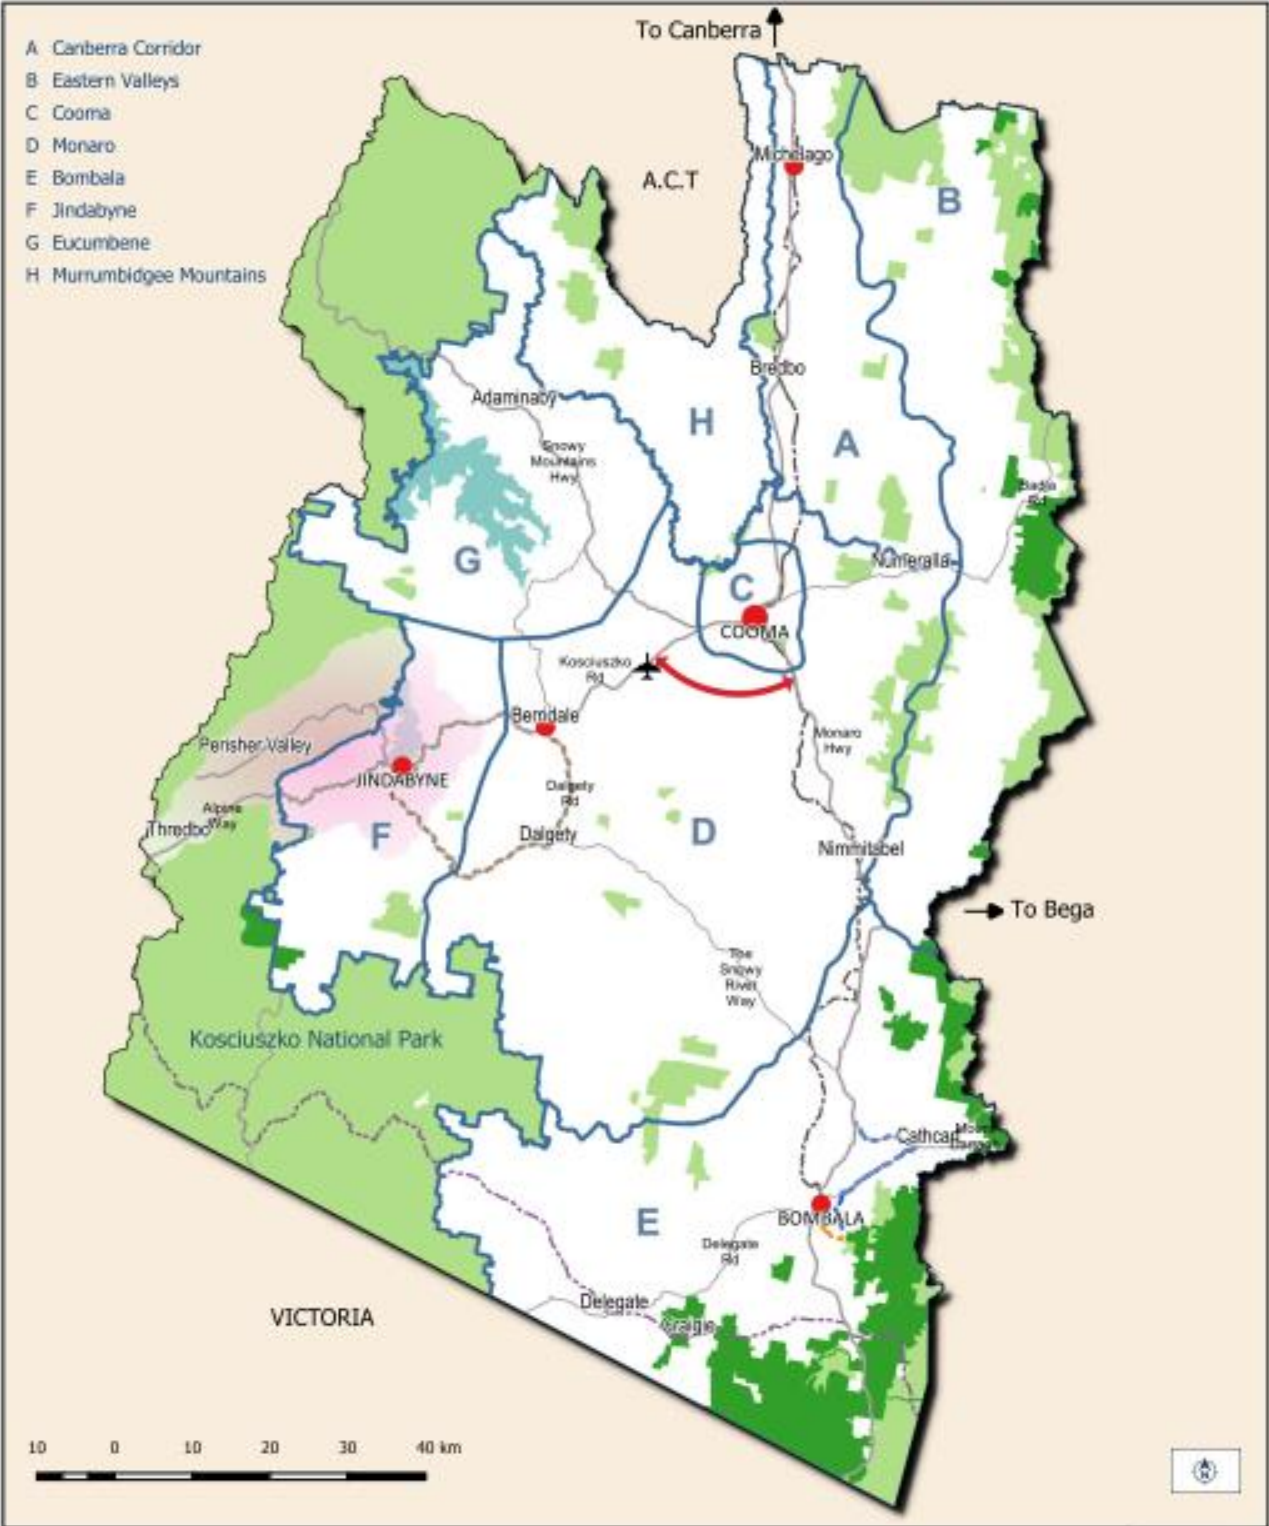 To Canberra
A Canberra Corridor
B Eastern Valleys
C Cooma
D Monaro
E Bombala
F Jindabyne
G Eucumbene
H Murrumbidgee Mountains
Michelago
A.C.T
B
Bredbo
Adaminaby
H
A
Snowy
Mountains
Hwy
Badja
Rd
G
Numeralla
C
COOMA
Kosciuszko
Rd
Berridale
Perisher Valley
Monaro
Hwy
JINDABYNE
Dalgety
Rd
Alpine
Way
Thredbo
F
Dalgety
D
Nimmitabel
To Bega
The
Snowy
River
Way
Kosciuszko National Park
Cathcart
BOMBALA
E
Delegate
Rd
Delegate
Craigie
VICTORIA
10 0 10 20 30 40 km
N